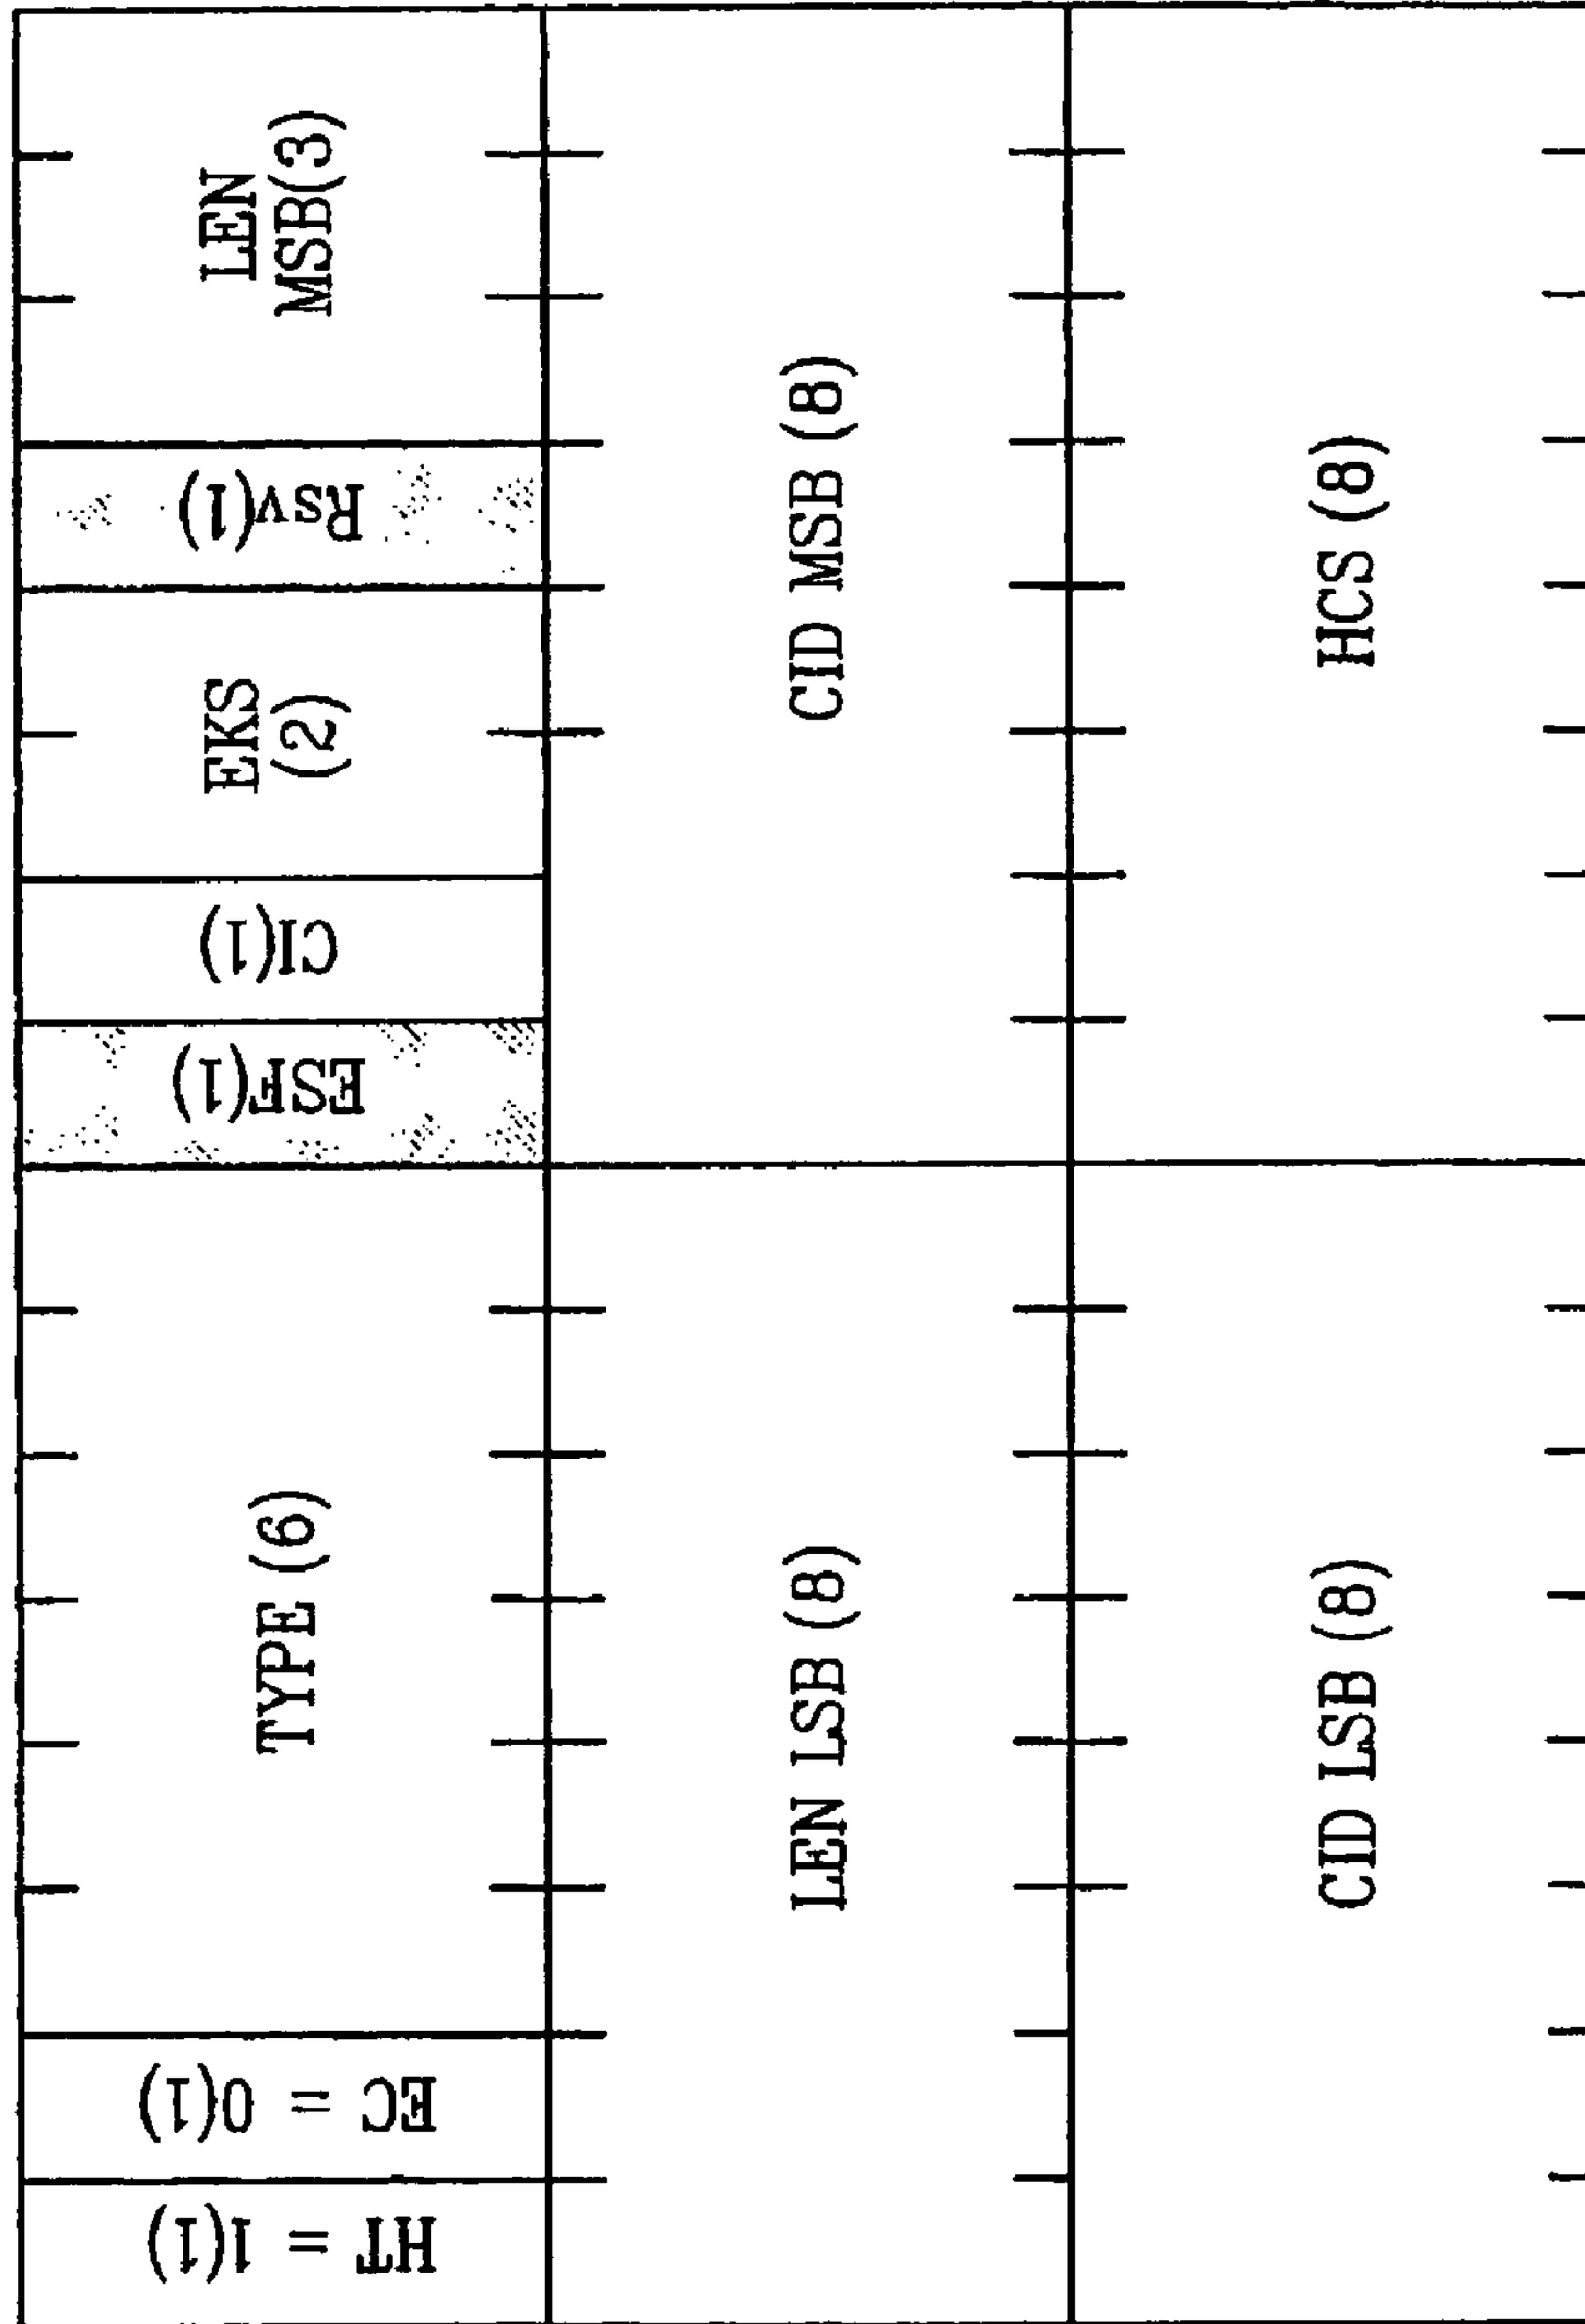 HT = 1(1)
EC = 0(1)
TYPE (6)
ESF(1)
CI(1)
EKS
(2)
Rsv(1)
LEN
MSB(3)
LEN LSB (8)
CID MSB (8)
CID LSB (8)
HCS (8)